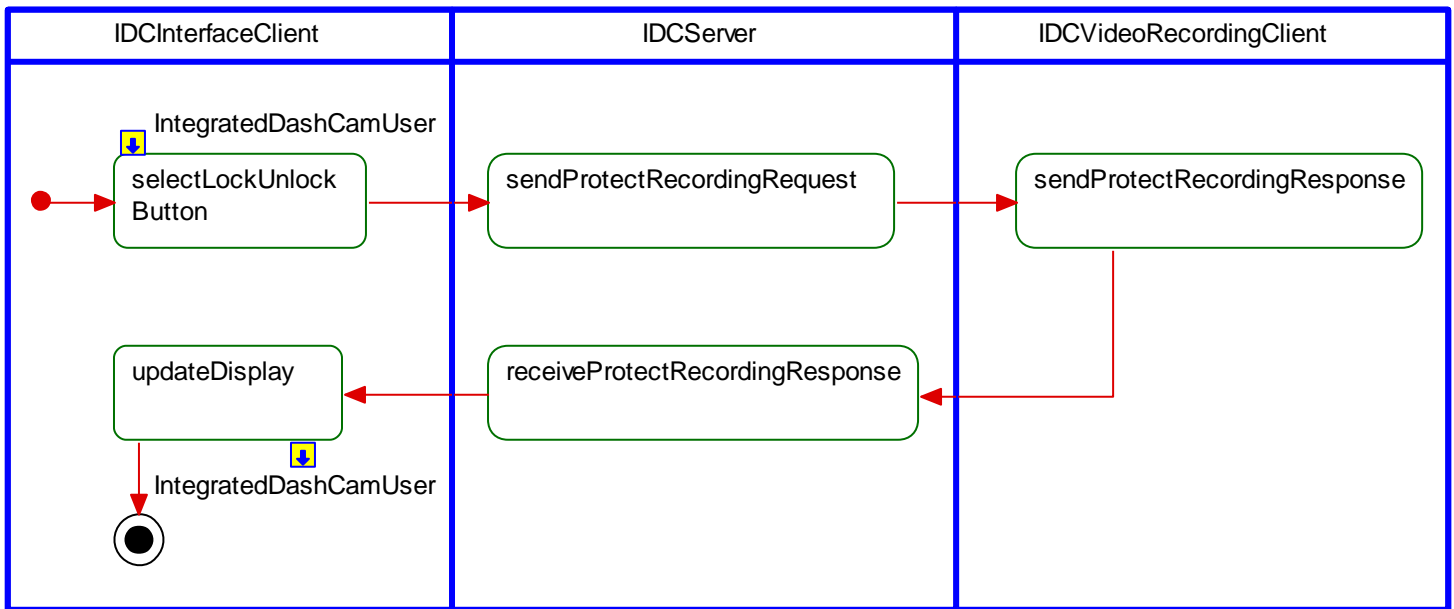 IDCInterfaceClient
IDCServer
IDCVideoRecordingClient
IntegratedDashCamUser
selectLockUnlock
Button
sendProtectRecordingRequest
sendProtectRecordingResponse
updateDisplay
receiveProtectRecordingResponse
IntegratedDashCamUser